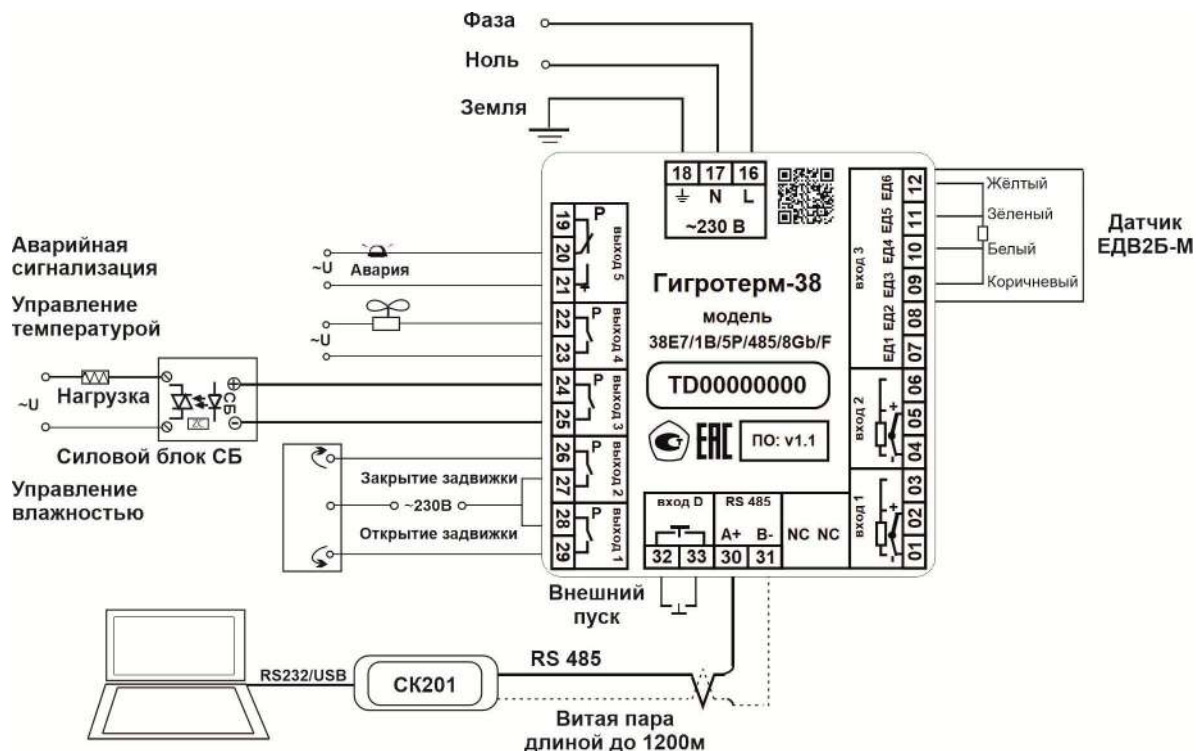 Фаза
Ноль
Земля
18 17 16
N L
~230 В
Аварийная
сигнализация
~U
Авария
Управление
температурой
~U
Нагрузка
~U
СБ
ZC
Силовой блок СБ
Управление
влажностью
Закрытие задвижки
~230В
Открытие задвижки
19
20
21
P
выход 5
22
23
P
выход 4
24
25
P
выход 3
26
27
P
выход 2
28
29
P
выход 1
Гигротерм-38
модель
38E7/1В/5Р/485/8Gb/F
TD00000000
ЕАС
ПО: v1.1
вход D
RS 485
A+ B-
NC NC
32 33 30 31
вход 3
ЕД1 ЕД2 ЕД3 ЕД4 ЕД5 ЕД6
07 08 09 10 11 12
вход 2
04 05 06
вход 1
01 02 03
Жёлтый
Зёленый
Белый
Коричневый
Датчик
ЕДВ2Б-М
Внешний
пуск
RS232/USB
СК201
RS 485
Витая пара
длиной до 1200м